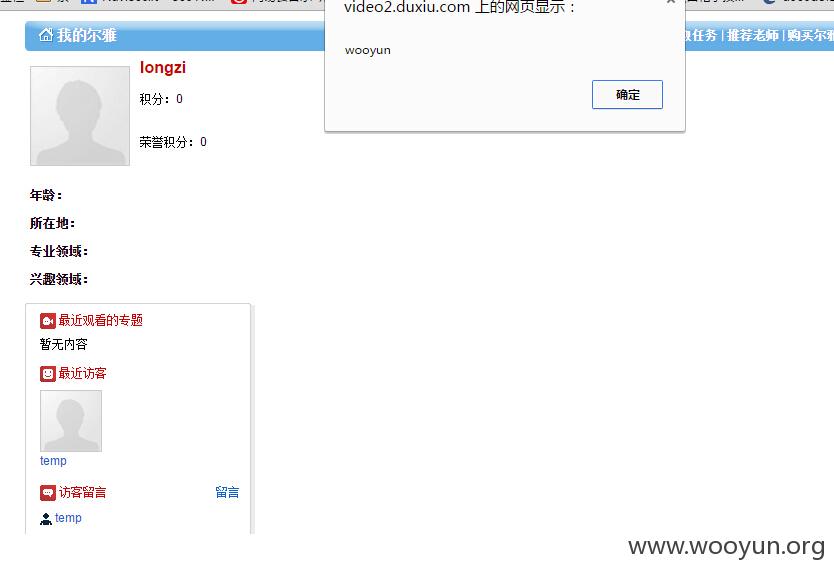 video2.duxiu.com 上的网页显示：
wooyun
确定
我的尔雅
任务 | 推荐老师 | 购买尔雅
longzi
积分：0
荣誉积分：0
年龄：
所在地：
专业领域：
兴趣领域：
最近观看的专题
暂无内容
最近访客
temp
访客留言 留言
temp
www.wooyun.org